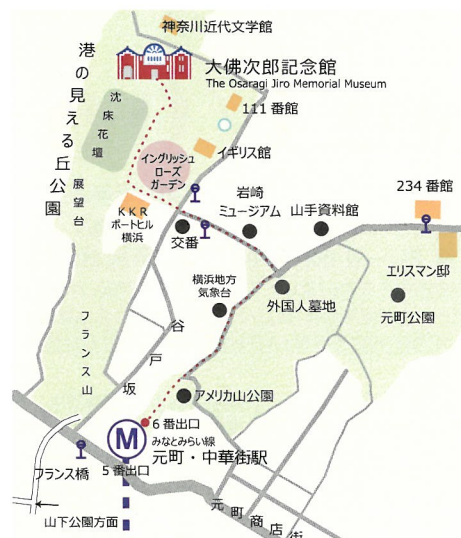 神奈川近代文学館
大佛次郎記念館
The Osaragi Jiro Memorial Museum
港の見える丘公園
沈床花壇
111番館
イギリス館
イングリッシュ
ローズ
ガーデン
展望台
KKR
ポートヒル
横浜
交番
岩崎
ミュージアム
山手資料館
234番館
エリスマン邸
元町公園
外国人墓地
横浜地方
気象台
フランス山
谷戸坂
アメリカ山公園
6番出口
みなとみらい線
M
元町・中華街駅
5番出口
フランス橋
山下公園方面
元町商店街